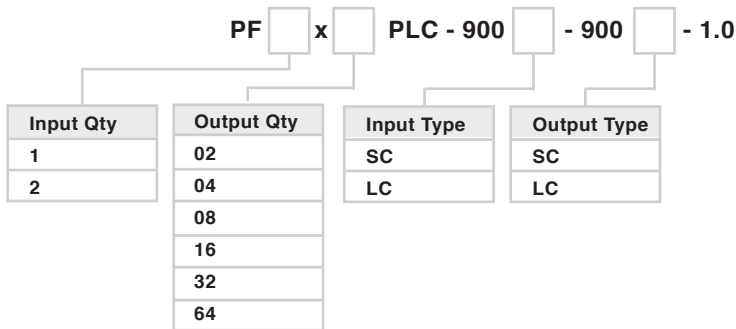 PF x PLC - 900 - 900 - 1.0
Input Qty
1
2
Output Qty
02
04
08
16
32
64
Input Type
SC
LC
Output Type
SC
LC